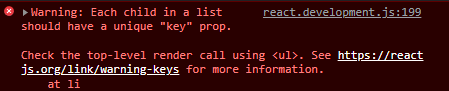 Warning: Each child in a list react.development.js:199
should have a unique "key" prop.
Check the top-level render call using <ul>. See https://react
js.org/link/warning-keys for more information.
at li